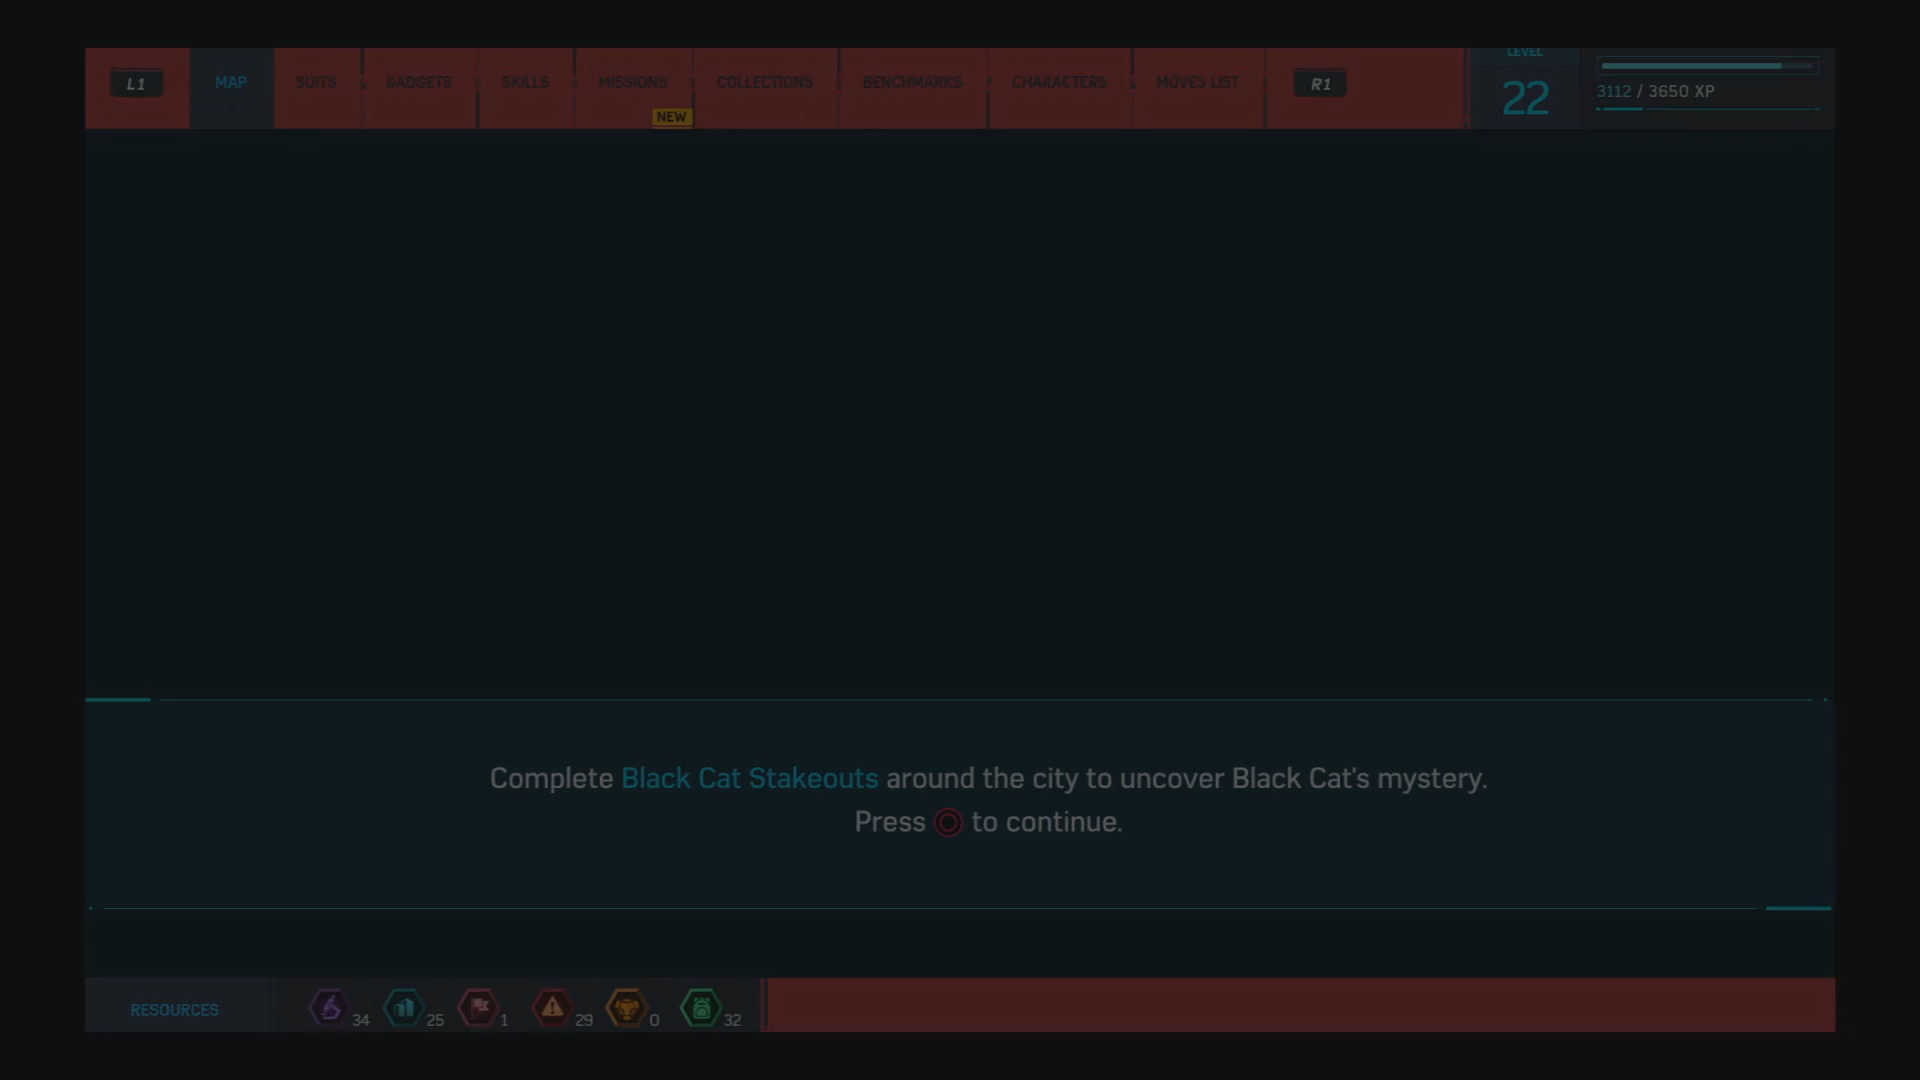 L1 MAP SUITS GADGETS SKILLS MISSIONS COLLECTIONS BENCHMARKS CHARACTERS MOVES LIST R1
NEW
LEVEL
22
3112 / 3650 XP
Complete Black Cat Stakeouts around the city to uncover Black Cat's mystery.
Press to continue.
RESOURCES 34 25 1 29 0 32